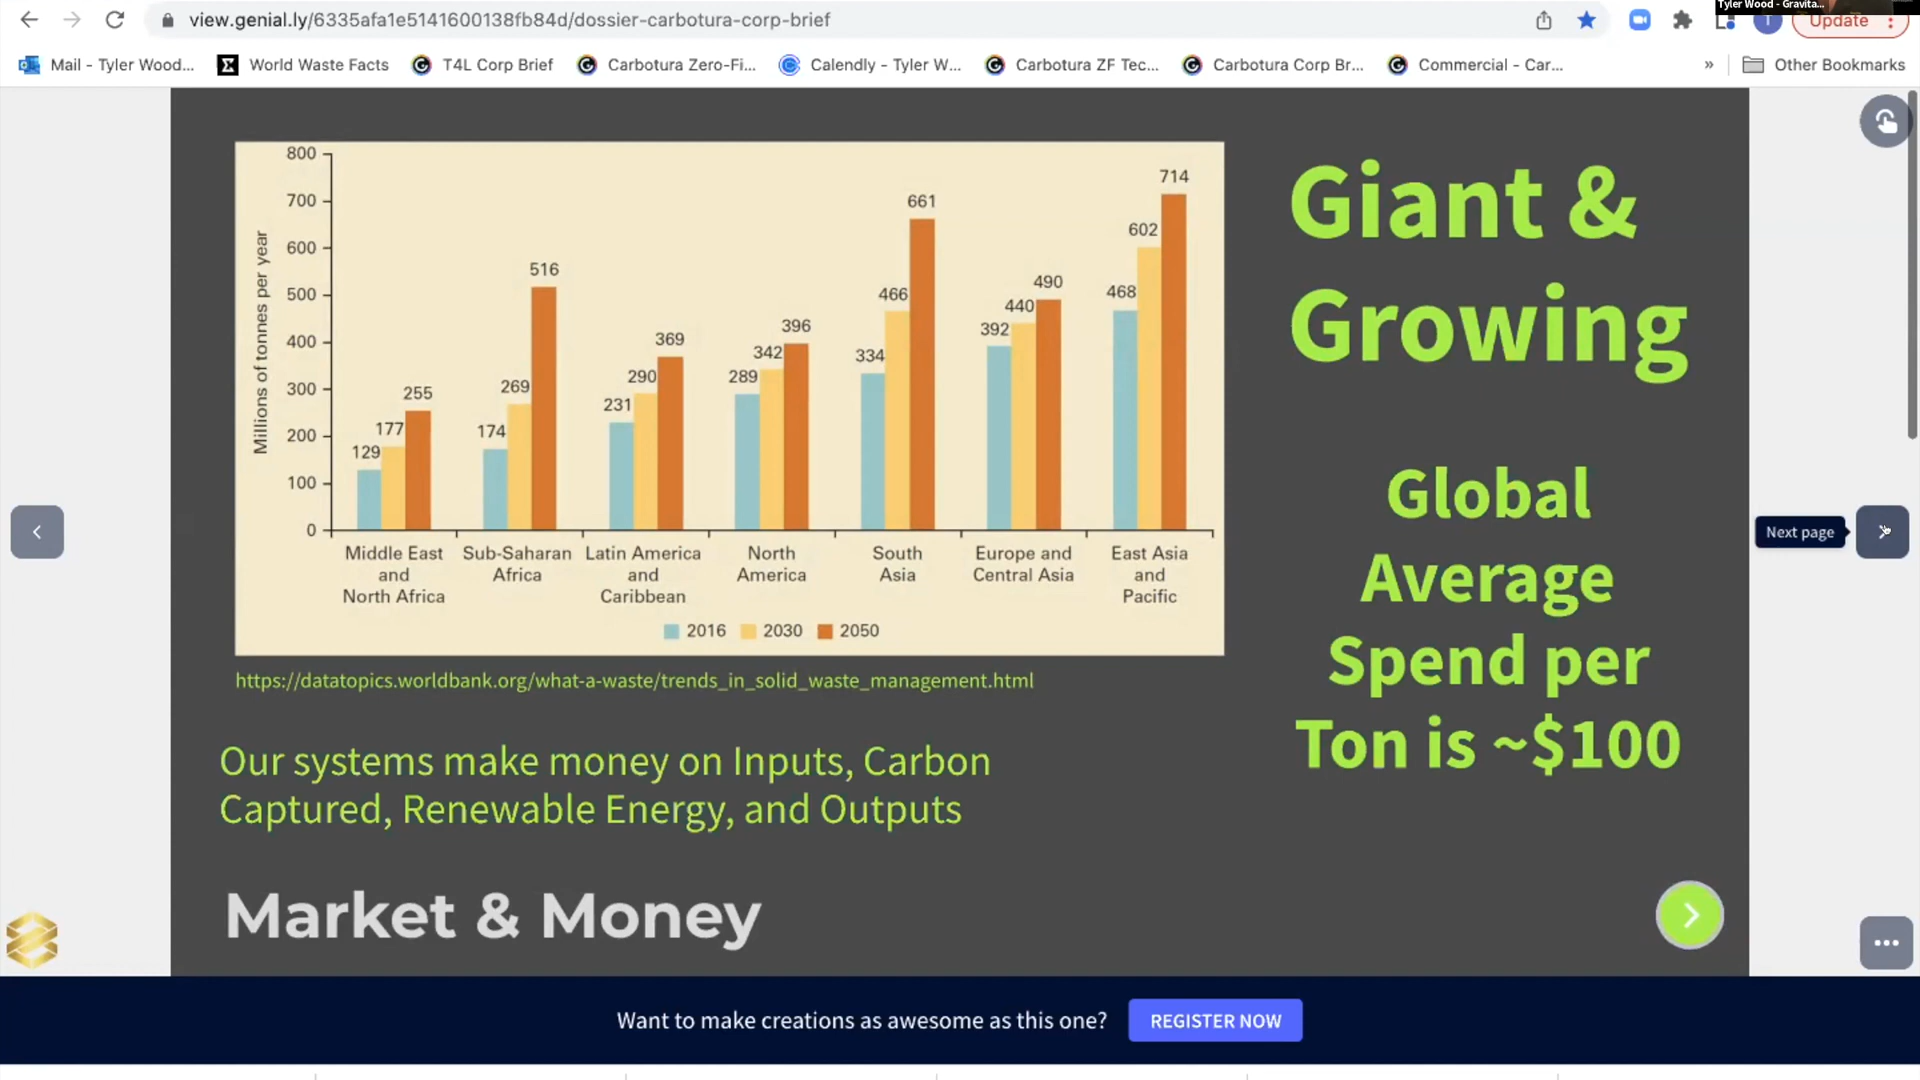 Tyler Wood - Gravita...
view.genial.ly/6335afa1e5141600138fb84d/dossier-carbotura-corp-brief
T
Update
Mail - Tyler Wood...
World Waste Facts
T4L Corp Brief
Carbotura Zero-Fi...
Calendly - Tyler W...
Carbotura ZF Tec...
Carbotura Corp Br...
Commercial - Car...
»
Other Bookmarks
Millions of tonnes per year
800
700
600
500
400
300
200
100
0
129
177
255
174
269
516
231
290
369
289
342
396
334
466
661
392
440
490
468
602
714
Middle East
and
North Africa
Sub-Saharan
Africa
Latin America
and
Caribbean
North
America
South
Asia
Europe and
Central Asia
East Asia
and
Pacific
2016 2030 2050
https://datatopics.worldbank.org/what-a-waste/trends_in_solid_waste_management.html
Giant &
Growing
Global
Average
Spend per
Ton is ~$100
Next page
Our systems make money on Inputs, Carbon
Captured, Renewable Energy, and Outputs
Market & Money
Want to make creations as awesome as this one?
REGISTER NOW